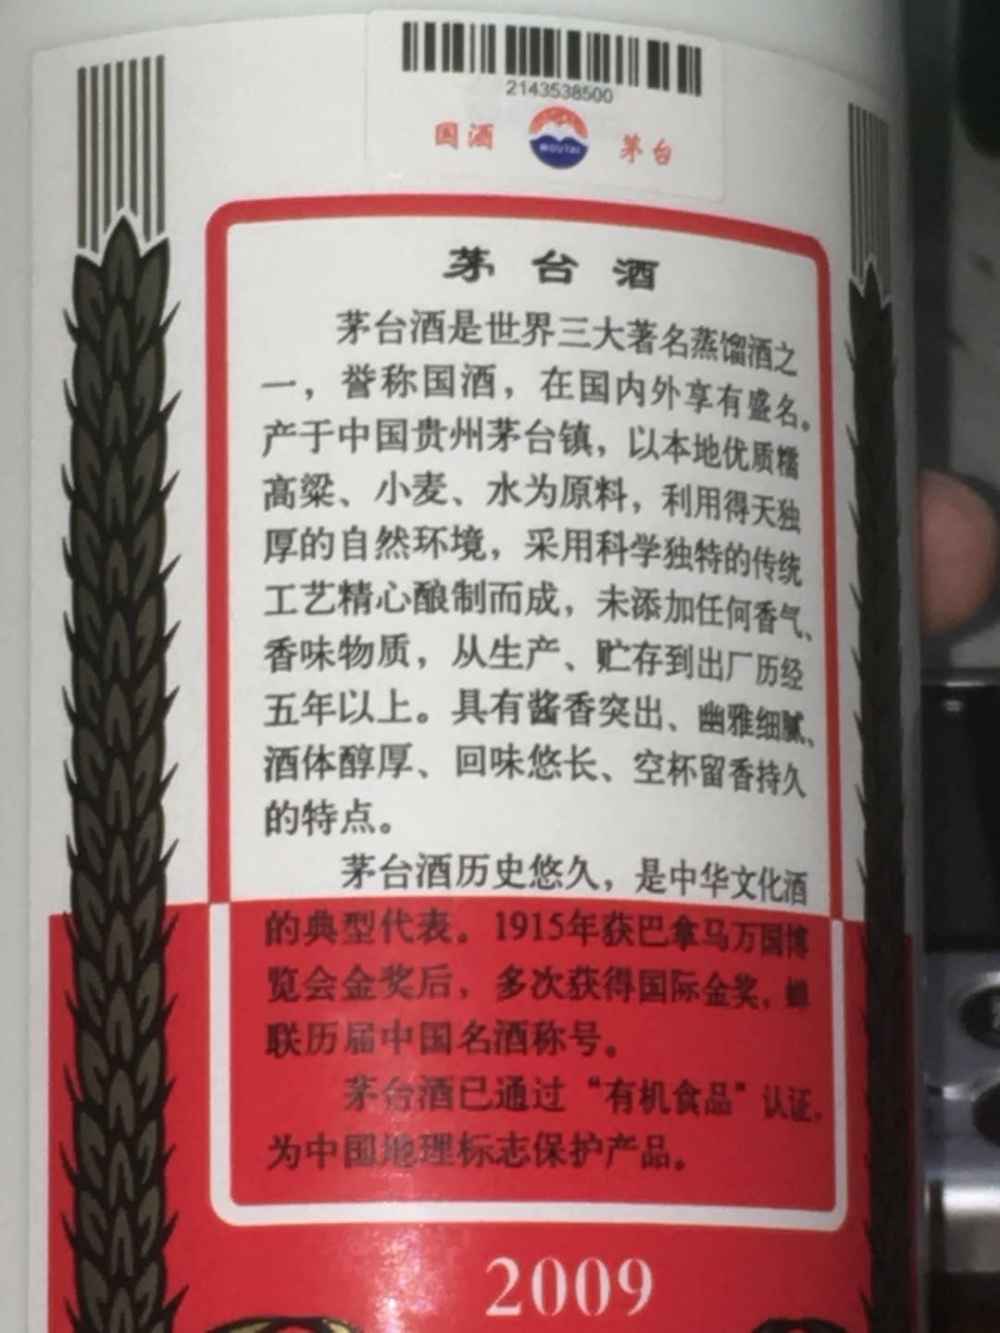 2143538500
国酒 MOUTAI 茅台
茅台酒
茅台酒是世界三大著名蒸馏酒之
一，誉称国酒，在国内外享有盛名。
产于中国贵州茅台镇，以本地优质糯
高粱、小麦、水为原料，利用得天独
厚的自然环境，采用科学独特的传统
工艺精心酿制而成，未添加任何香气、
香味物质，从生产、贮存到出厂历经
五年以上。具有酱香突出、幽雅细腻、
酒体醇厚、回味悠长、空杯留香持久
的特点。
茅台酒历史悠久，是中华文化酒
的典型代表。1915年获巴拿马万国博
览会金奖后，多次获得国际金奖，蝉
联历届中国名酒称号。
茅台酒已通过“有机食品”认证，
为中国地理标志保护产品。
2009